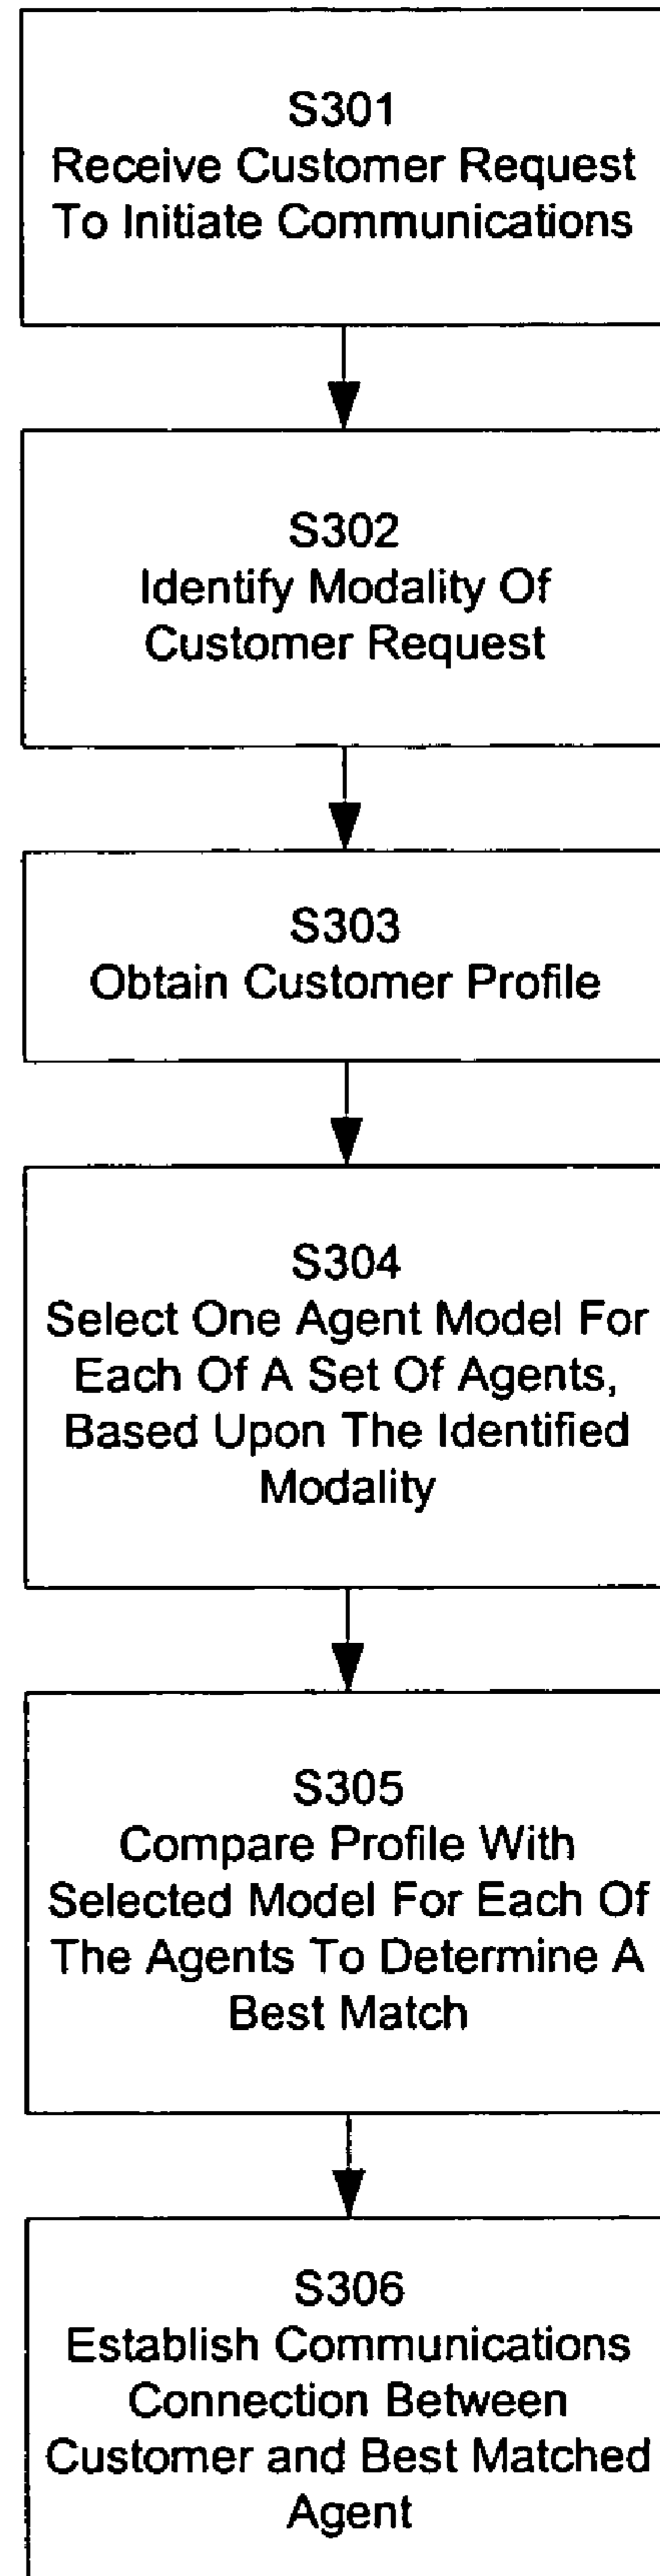 S301
Receive Customer Request
To Initiate Communications
S302
Identify Modality Of
Customer Request
S303
Obtain Customer Profile
S304
Select One Agent Model For
Each Of A Set Of Agents,
Based Upon The Identified
Modality
S305
Compare Profile With
Selected Model For Each Of
The Agents To Determine A
Best Match
S306
Establish Communications
Connection Between
Customer and Best Matched
Agent